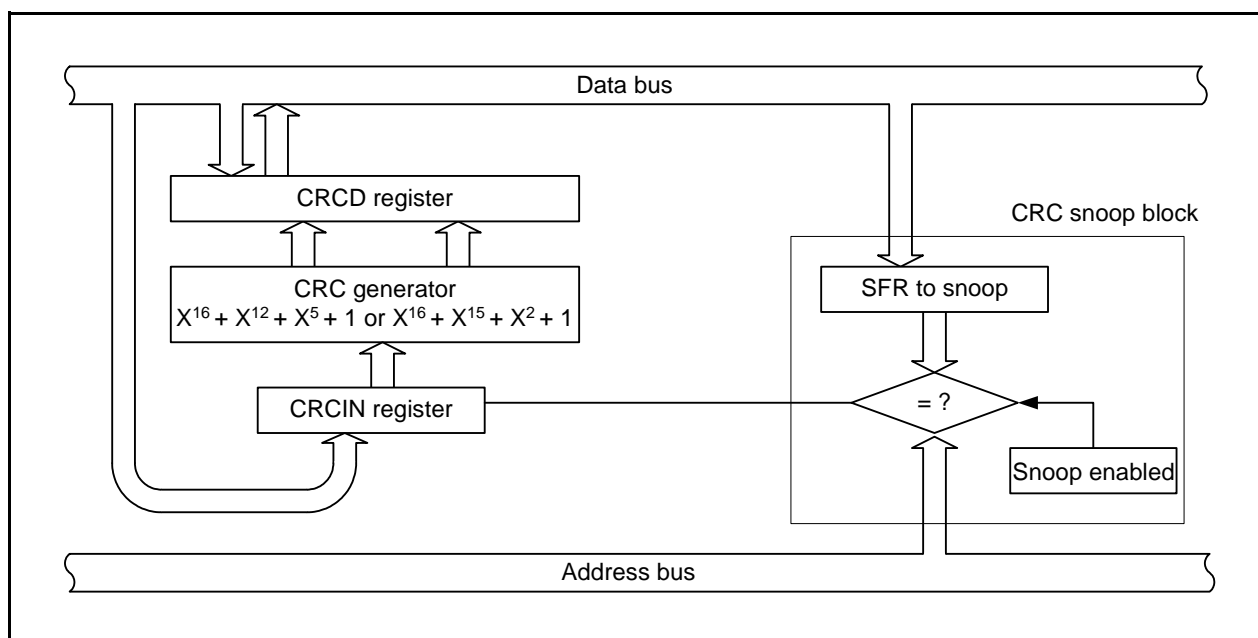 Data bus
CRCD register
CRC snoop block
CRC generator
X¹⁶ + X¹² + X⁵ + 1 or X¹⁶ + X¹⁵ + X² + 1
SFR to snoop
CRCIN register
= ?
Snoop enabled
Address bus